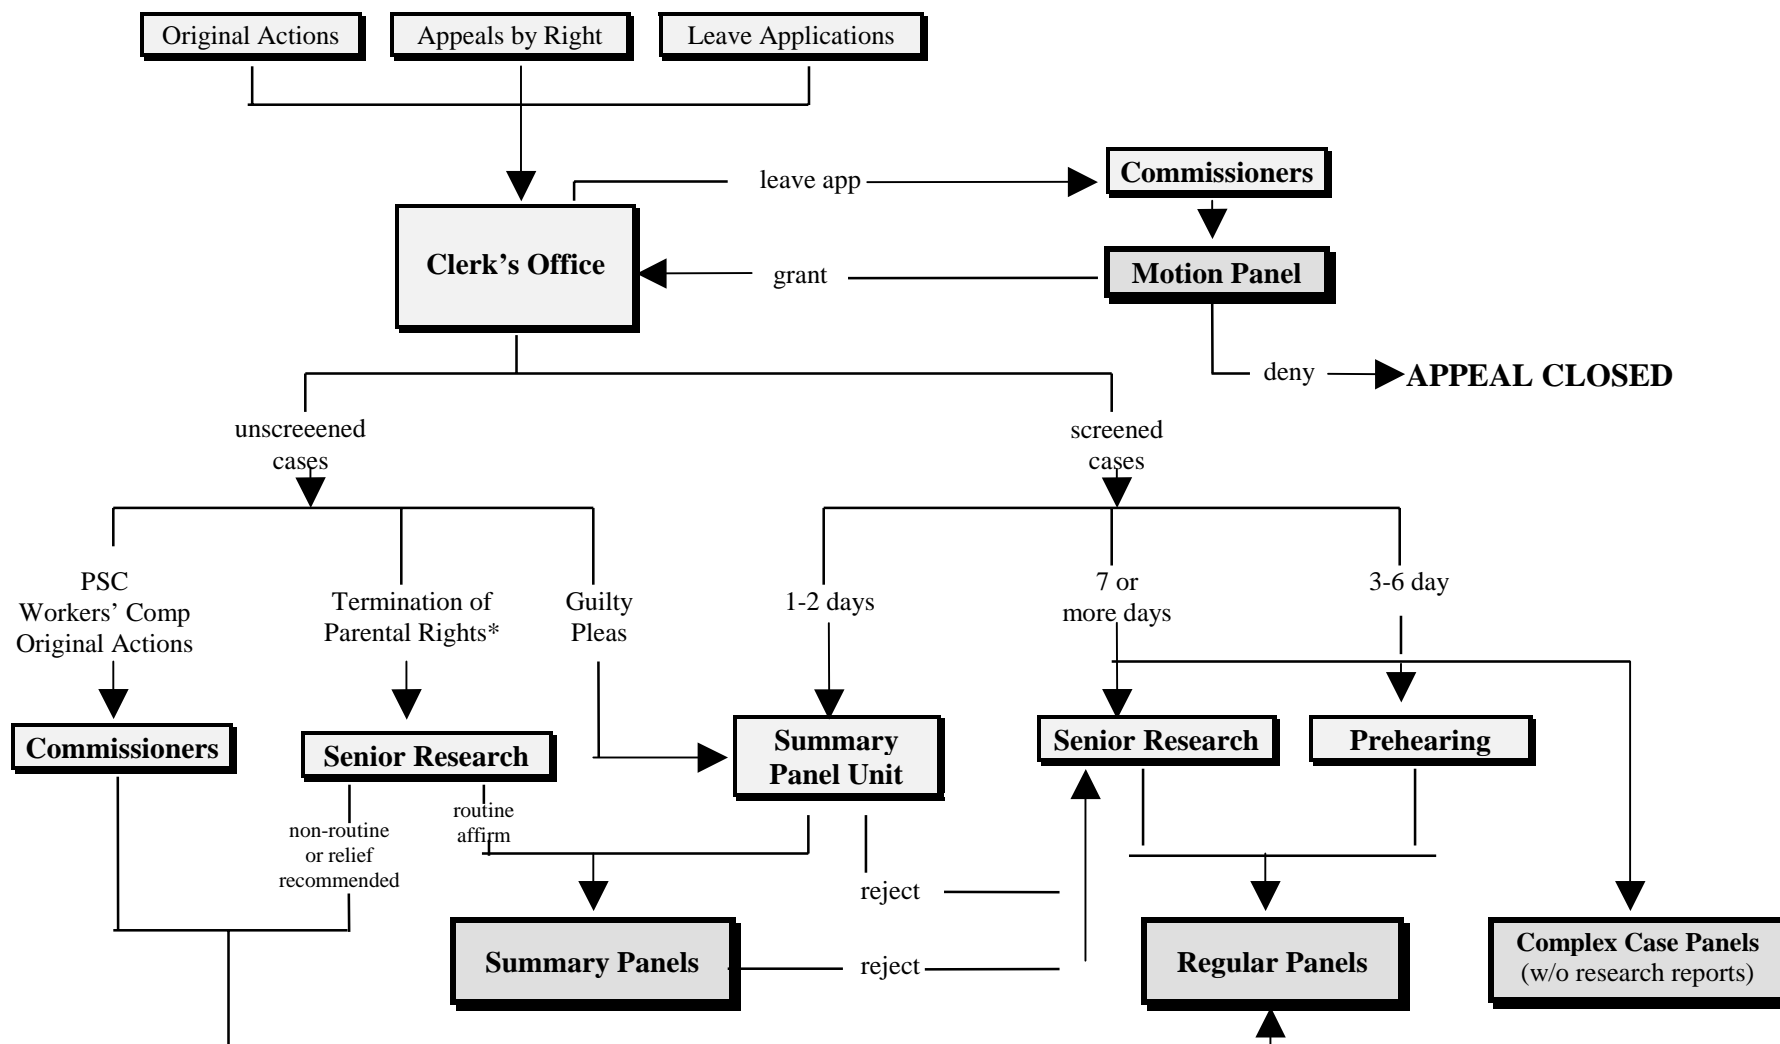 Original Actions
Appeals by Right
Leave Applications
leave app
Commissioners
Clerk’s Office
grant
Motion Panel
deny
APPEAL CLOSED
unscreeened
cases
screened
cases
PSC
Workers’ Comp
Original Actions
Termination of
Parental Rights*
Guilty
Pleas
1-2 days
7 or
more days
3-6 day
Commissioners
Senior Research
Summary
Panel Unit
Senior Research
Prehearing
non-routine
or relief
recommended
routine
affirm
reject
Summary Panels
reject
Regular Panels
Complex Case Panels
(w/o research reports)